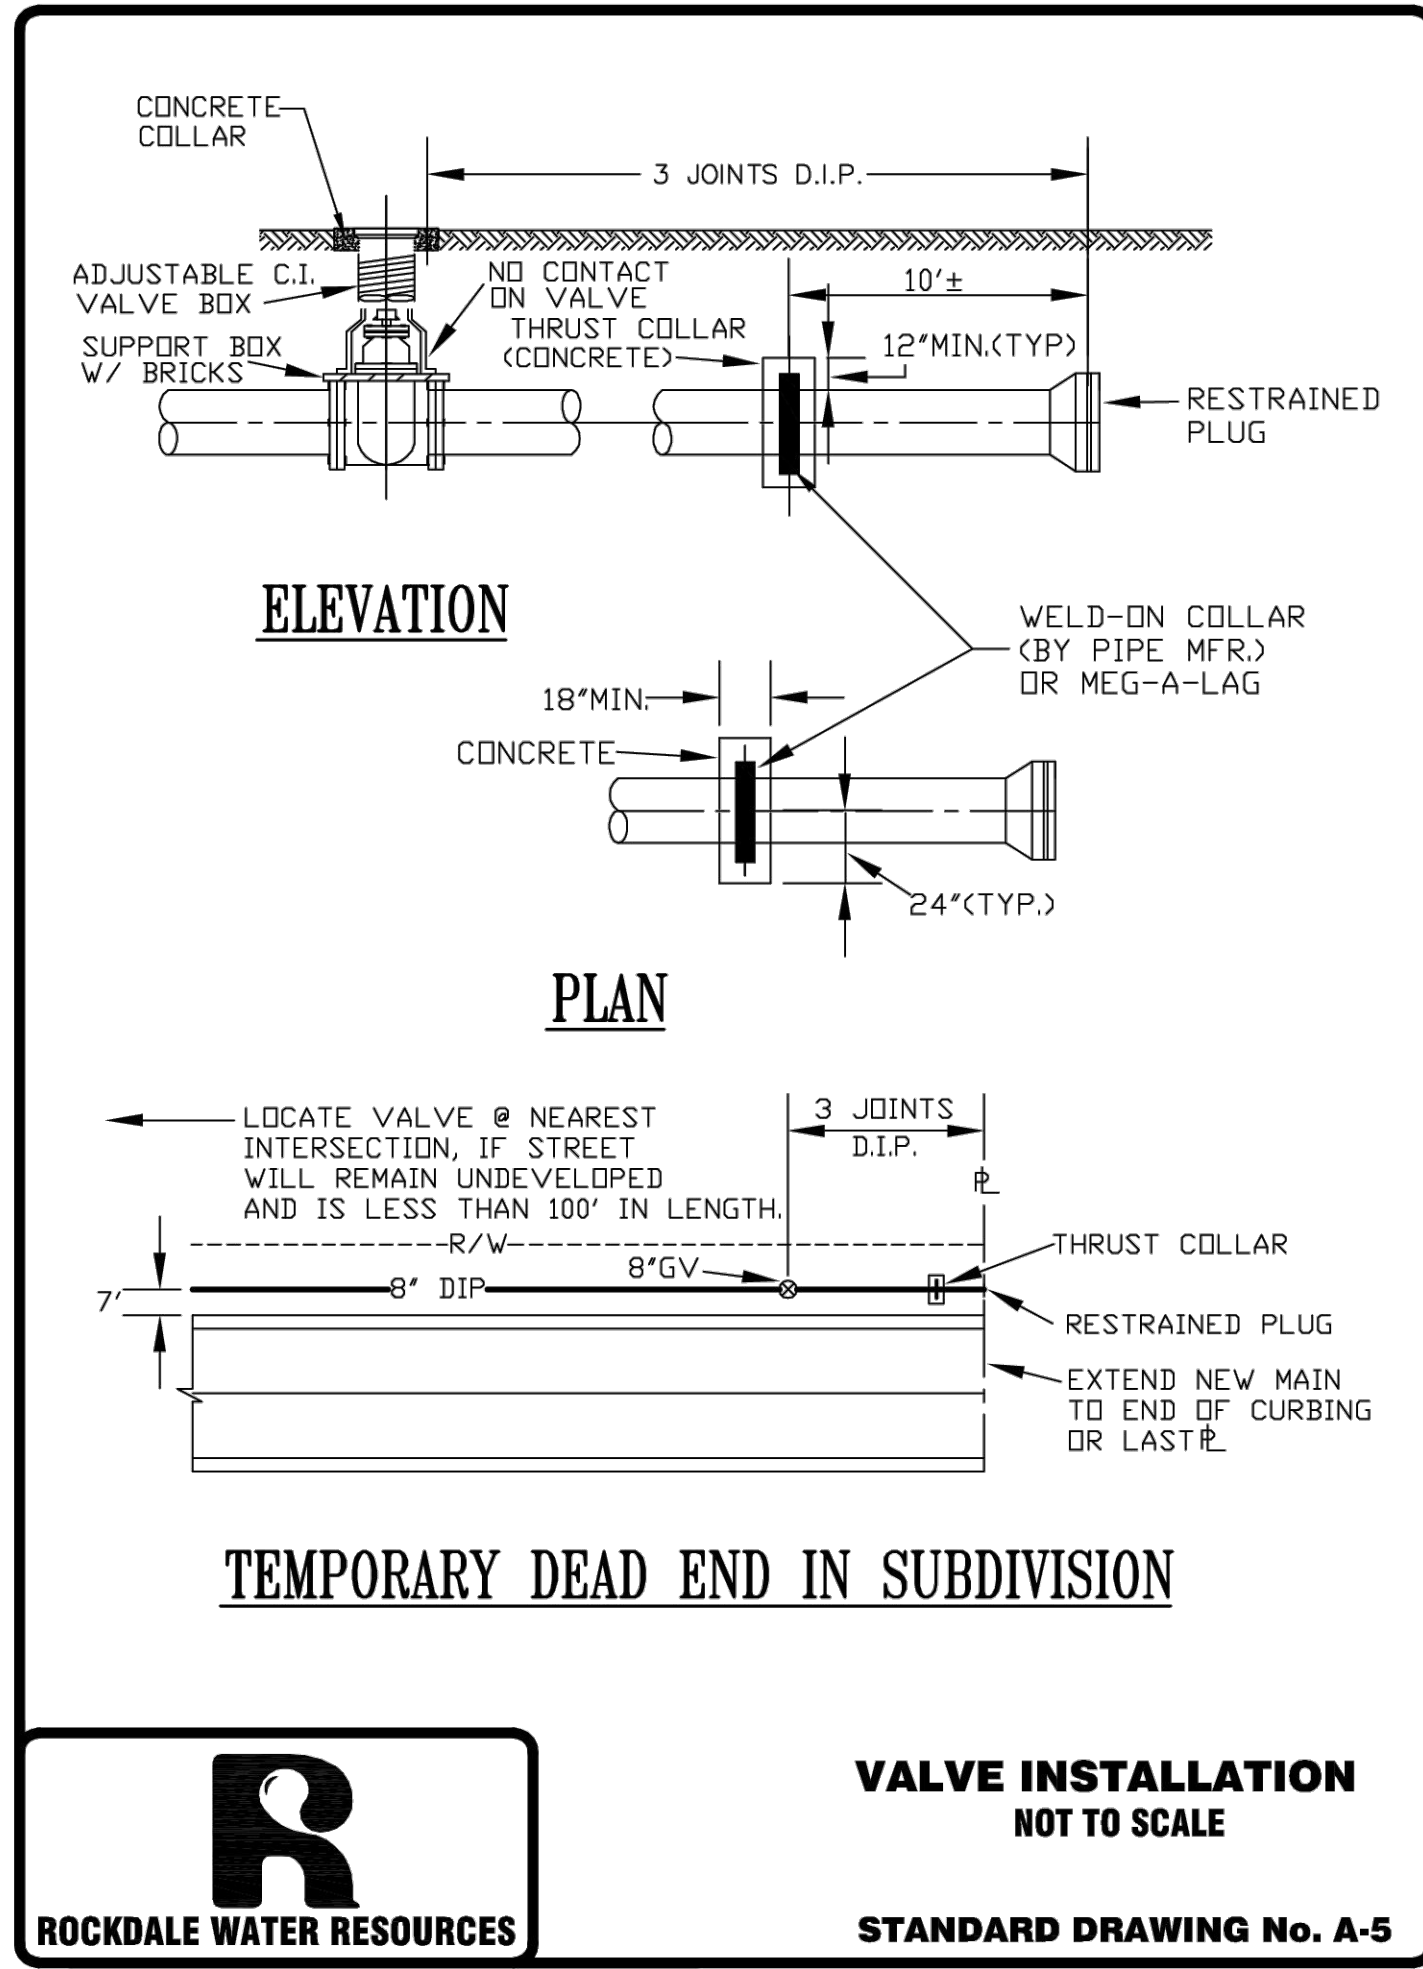 CONCRETE
COLLAR
3 JOINTS D.I.P.
ADJUSTABLE C.I.
VALVE BOX
NO CONTACT
ON VALVE
10'±
THRUST COLLAR
(CONCRETE)
12"MIN.(TYP)
SUPPORT BOX
W/ BRICKS
RESTRAINED
PLUG
ELEVATION
WELD-ON COLLAR
(BY PIPE MFR.)
OR MEG-A-LAG
18"MIN.
CONCRETE
24"(TYP.)
PLAN
LOCATE VALVE @ NEAREST
INTERSECTION, IF STREET
WILL REMAIN UNDEVELOPED
AND IS LESS THAN 100' IN LENGTH.
3 JOINTS
D.I.P.
PL
R/W
THRUST COLLAR
8"GV
8" DIP
7'
RESTRAINED PLUG
EXTEND NEW MAIN
TO END OF CURBING
OR LAST PL
TEMPORARY DEAD END IN SUBDIVISION
R
ROCKDALE WATER RESOURCES
VALVE INSTALLATION
NOT TO SCALE
STANDARD DRAWING No. A-5